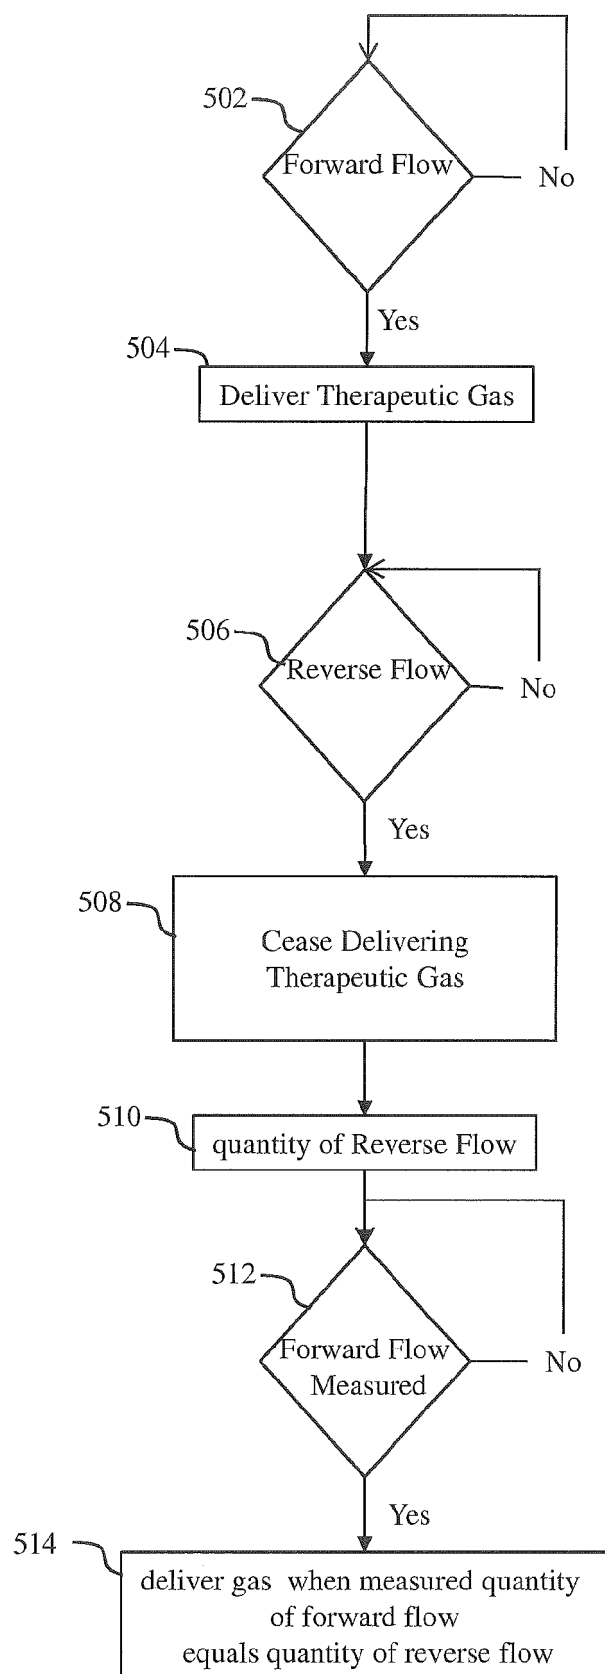 502
Forward Flow
No
Yes
504
Deliver Therapeutic Gas
506
Reverse Flow
No
Yes
508
Cease Delivering
Therapeutic Gas
510
quantity of Reverse Flow
512
Forward Flow
Measured
No
Yes
514
deliver gas when measured quantity
of forward flow
equals quantity of reverse flow